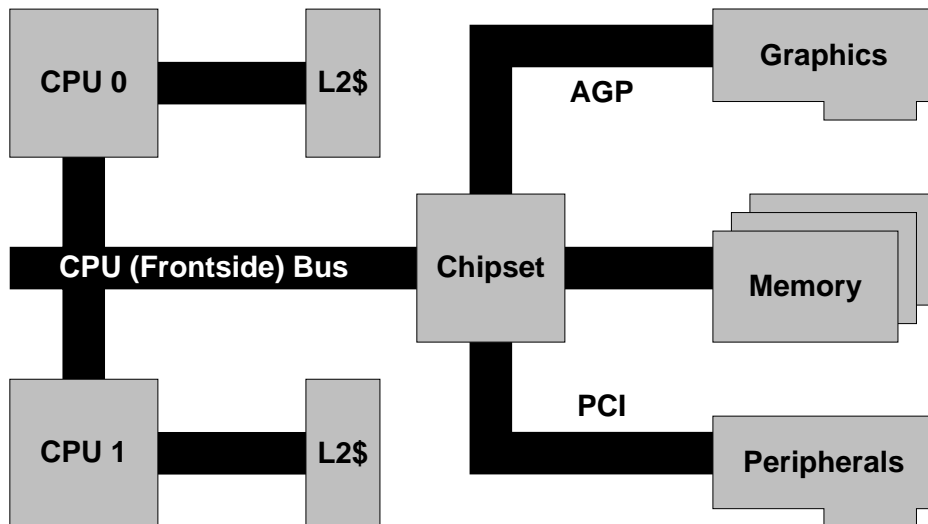 CPU 0
L2$
Graphics
AGP
CPU (Frontside) Bus
Chipset
Memory
PCI
CPU 1
L2$
Peripherals